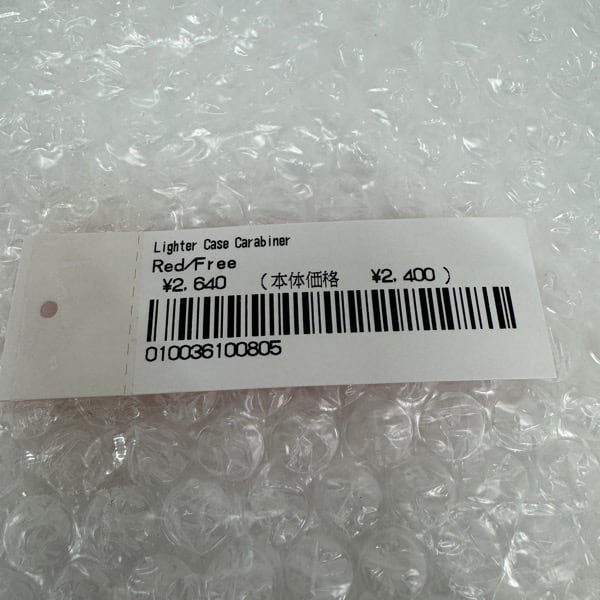 Lighter Case Carabiner
Red/Free
¥2,640 (本体価格 ¥2,400)
010036100805